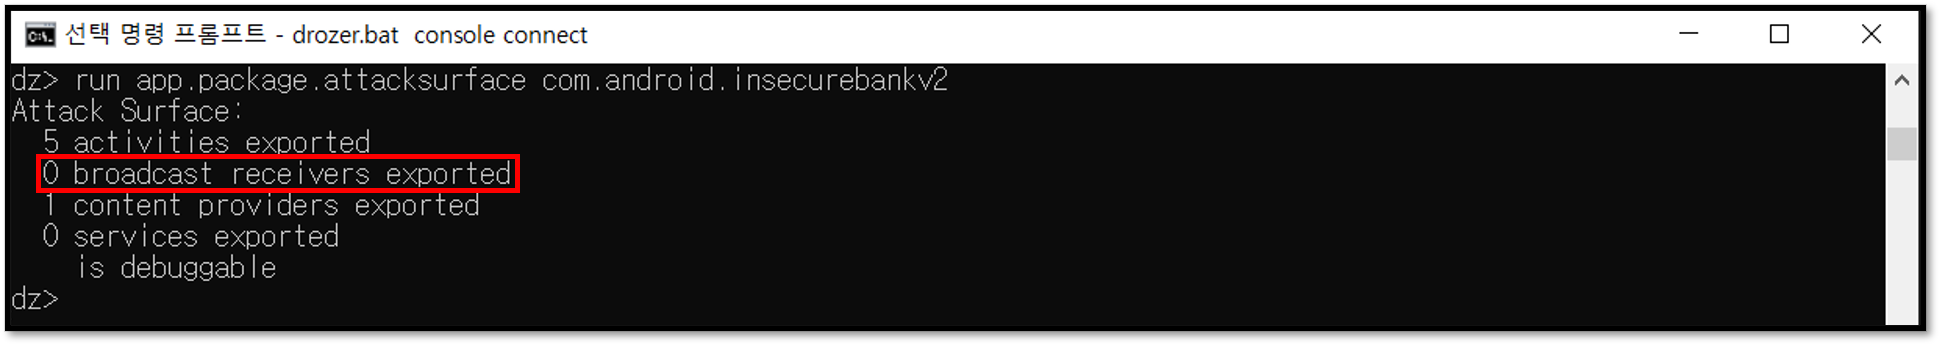 선택 명령 프롬프트 - drozer.bat  console connect
dz> run app.package.attacksurface com.android.insecurebankv2
Attack Surface:
  5 activities exported
  0 broadcast receivers exported
  1 content providers exported
  0 services exported
    is debuggable
dz>